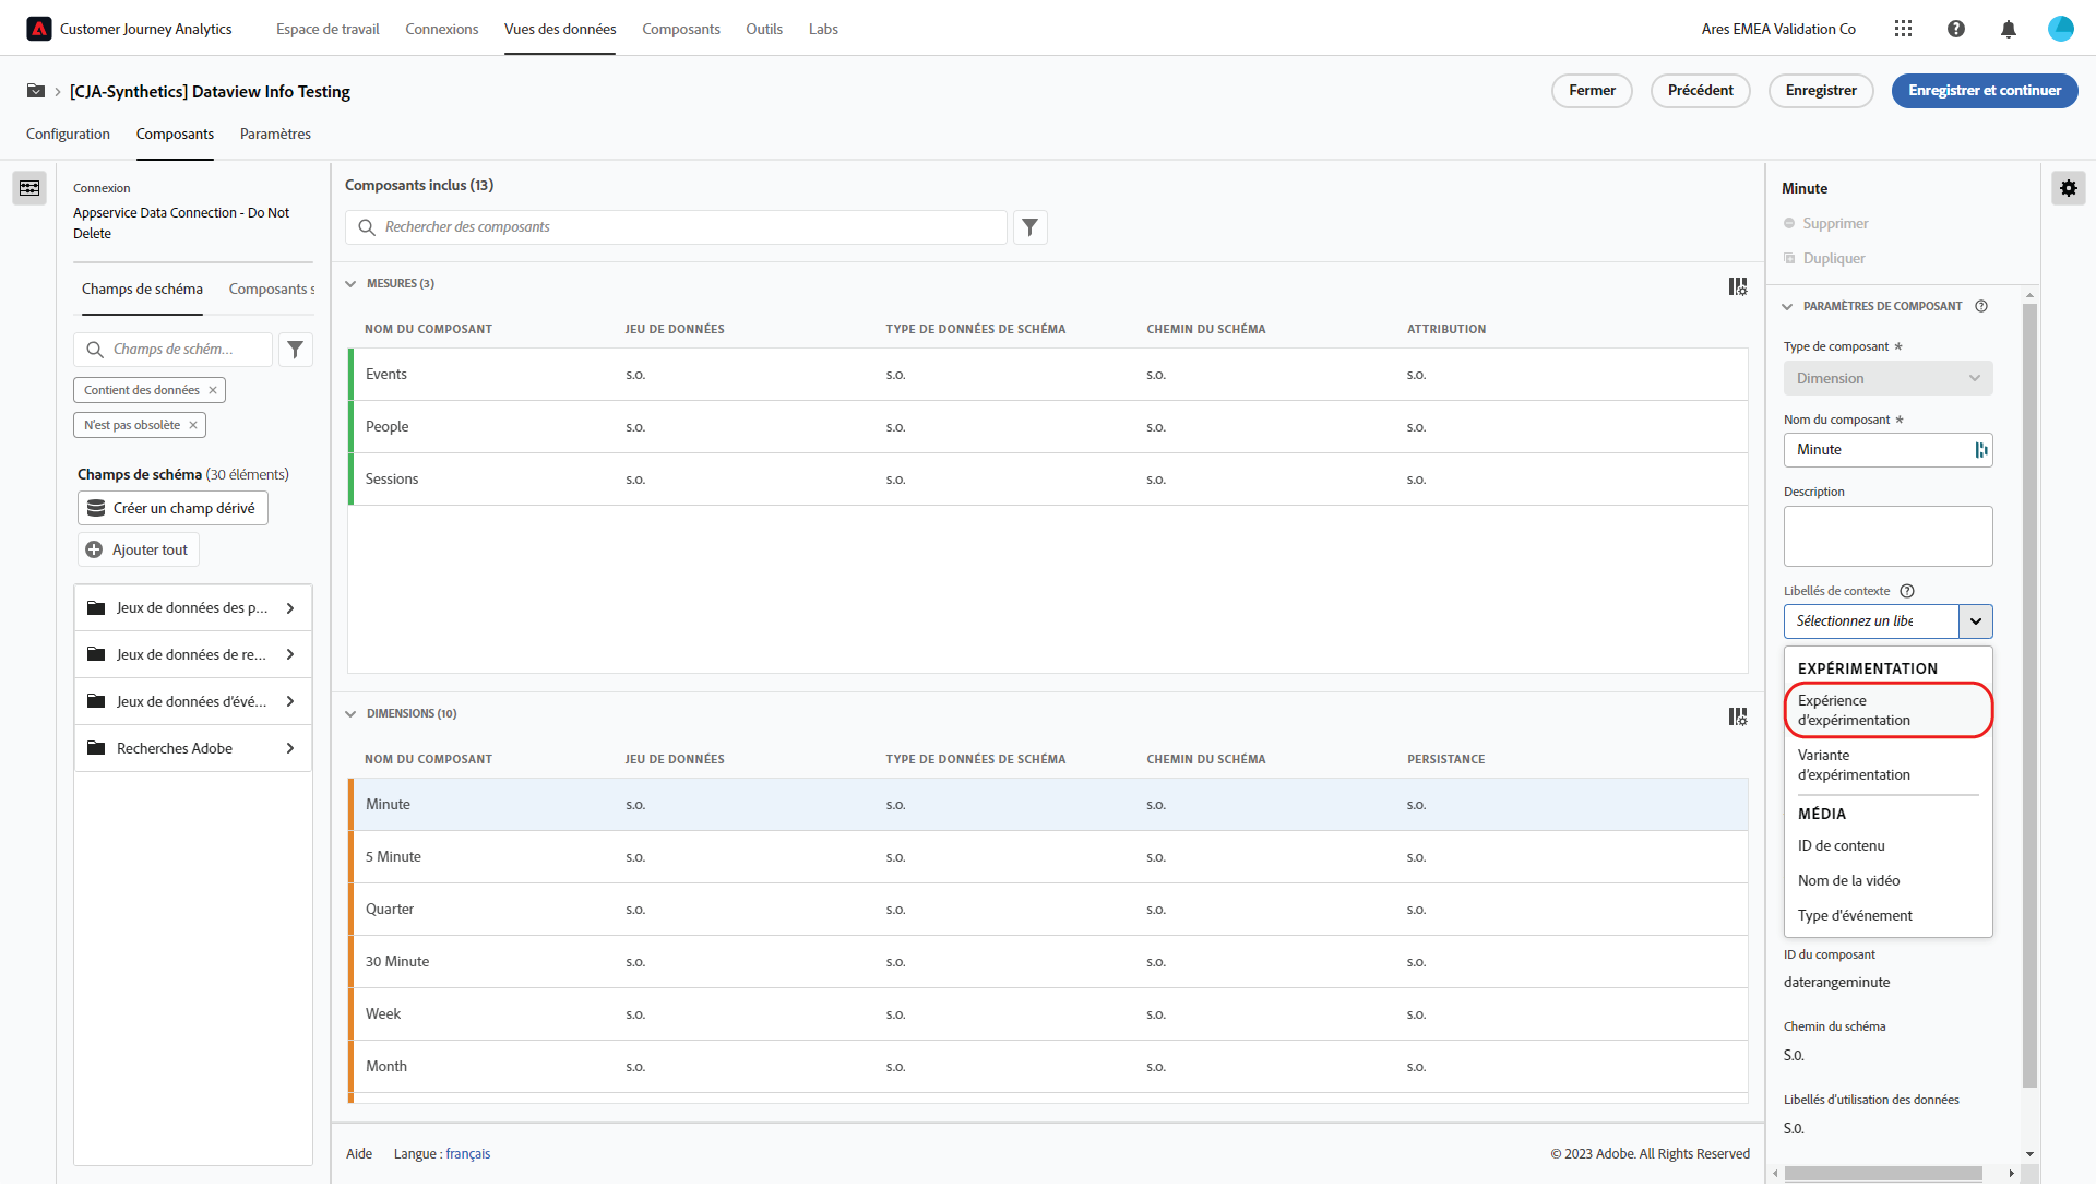 Customer Journey Analytics
Espace de travail
Connexions
Vues des données
Composants
Outils
Labs
Ares EMEA Validation Co
[CJA-Synthetics] Dataview Info Testing
Fermer
Précédent
Enregistrer
Enregistrer et continuer
Configuration
Composants
Paramètres
Connexion
Appservice Data Connection - Do Not
Delete
Champs de schéma
Composants s
Champs de schém...
Contient des données
N'est pas obsolète
Champs de schéma (30 éléments)
Créer un champ dérivé
Ajouter tout
Jeux de données des p...
Jeux de données de re...
Jeux de données d'évé...
Recherches Adobe
Composants inclus (13)
Rechercher des composants
MESURES (3)
NOM DU COMPOSANT JEU DE DONNÉES TYPE DE DONNÉES DE SCHÉMA CHEMIN DU SCHÉMA ATTRIBUTION
Events s.o. s.o. s.o. s.o.
People s.o. s.o. s.o. s.o.
Sessions s.o. s.o. s.o. s.o.
DIMENSIONS (10)
NOM DU COMPOSANT JEU DE DONNÉES TYPE DE DONNÉES DE SCHÉMA CHEMIN DU SCHÉMA PERSISTANCE
Minute s.o. s.o. s.o. s.o.
5 Minute s.o. s.o. s.o. s.o.
Quarter s.o. s.o. s.o. s.o.
30 Minute s.o. s.o. s.o. s.o.
Week s.o. s.o. s.o. s.o.
Month s.o. s.o. s.o. s.o.
Aide
Langue : français
© 2023 Adobe. All Rights Reserved
Minute
Supprimer
Dupliquer
PARAMÈTRES DE COMPOSANT
Type de composant *
Dimension
Nom du composant *
Minute
Description
Libellés de contexte
Sélectionnez un libe
EXPÉRIMENTATION
Expérience
d'expérimentation
Variante
d'expérimentation
MÉDIA
ID de contenu
Nom de la vidéo
Type d'événement
ID du composant
daterangeminute
Chemin du schéma
S.o.
Libellés d'utilisation des données
S.o.